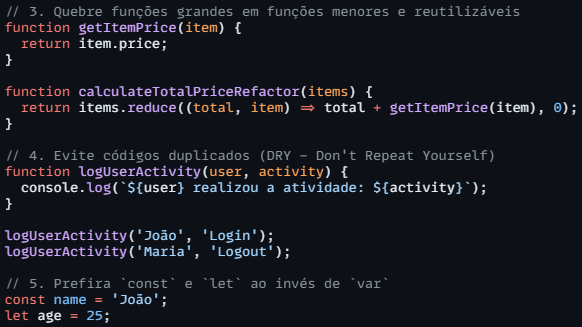 // 3. Quebre funções grandes em funções menores e reutilizáveis
function getItemPrice(item) {
  return item.price;
}

function calculateTotalPriceRefactor(items) {
  return items.reduce((total, item) => total + getItemPrice(item), 0);
}

// 4. Evite códigos duplicados (DRY - Don't Repeat Yourself)
function logUserActivity(user, activity) {
  console.log(`${user} realizou a atividade: ${activity}`);
}

logUserActivity('João', 'Login');
logUserActivity('Maria', 'Logout');

// 5. Prefira `const` e `let` ao invés de `var`
const name = 'João';
let age = 25;